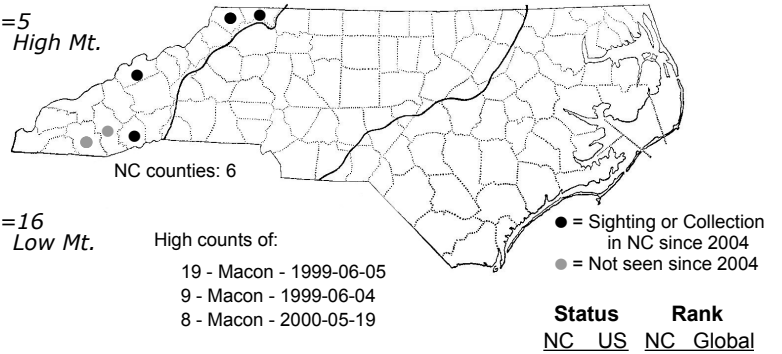 =5
High Mt.
NC counties: 6
=16
Low Mt.
High counts of:
19 - Macon - 1999-06-05
9 - Macon - 1999-06-04
8 - Macon - 2000-05-19
= Sighting or Collection
in NC since 2004
= Not seen since 2004
Status Rank
NC US NC Global